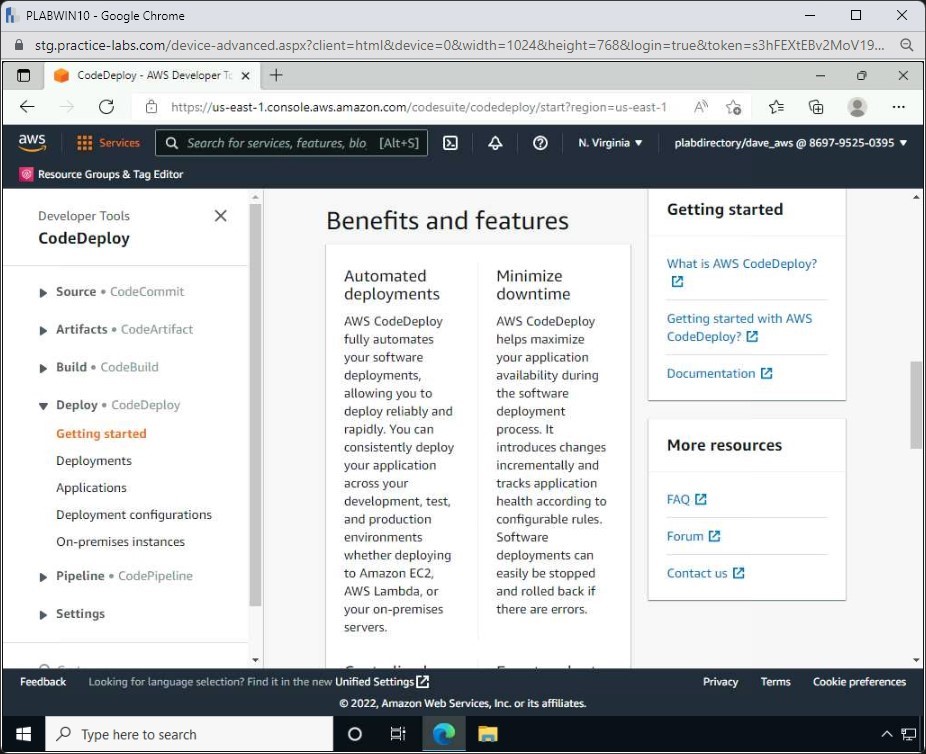 PLABWIN10 - Google Chrome
stg.practice-labs.com/device-advanced.aspx?client=html&device=0&width=1024&height=768&login=true&token=s3hFEXtEBv2MoV19...
CodeDeploy - AWS Developer To
https://us-east-1.console.aws.amazon.com/codesuite/codedeploy/start?region=us-east-1
aws
Services
Search for services, features, blo [Alt+S]
N. Virginia
plabdirectory/dave_aws @ 8697-9525-0395
Resource Groups & Tag Editor
Developer Tools
CodeDeploy
Source • CodeCommit
Artifacts • CodeArtifact
Build • CodeBuild
Deploy • CodeDeploy
Getting started
Deployments
Applications
Deployment configurations
On-premises instances
Pipeline • CodePipeline
Settings
Benefits and features
Automated
deployments
AWS CodeDeploy
fully automates
your software
deployments,
allowing you to
deploy reliably and
rapidly. You can
consistently deploy
your application
across your
development, test,
and production
environments
whether deploying
to Amazon EC2,
AWS Lambda, or
your on-premises
servers.
Minimize
downtime
AWS CodeDeploy
helps maximize
your application
availability during
the software
deployment
process. It
introduces changes
incrementally and
tracks application
health according to
configurable rules.
Software
deployments can
easily be stopped
and rolled back if
there are errors.
Getting started
What is AWS CodeDeploy?
Getting started with AWS
CodeDeploy?
Documentation
More resources
FAQ
Forum
Contact us
Feedback
Looking for language selection? Find it in the new Unified Settings
Privacy
Terms
Cookie preferences
© 2022, Amazon Web Services, Inc. or its affiliates.
Type here to search